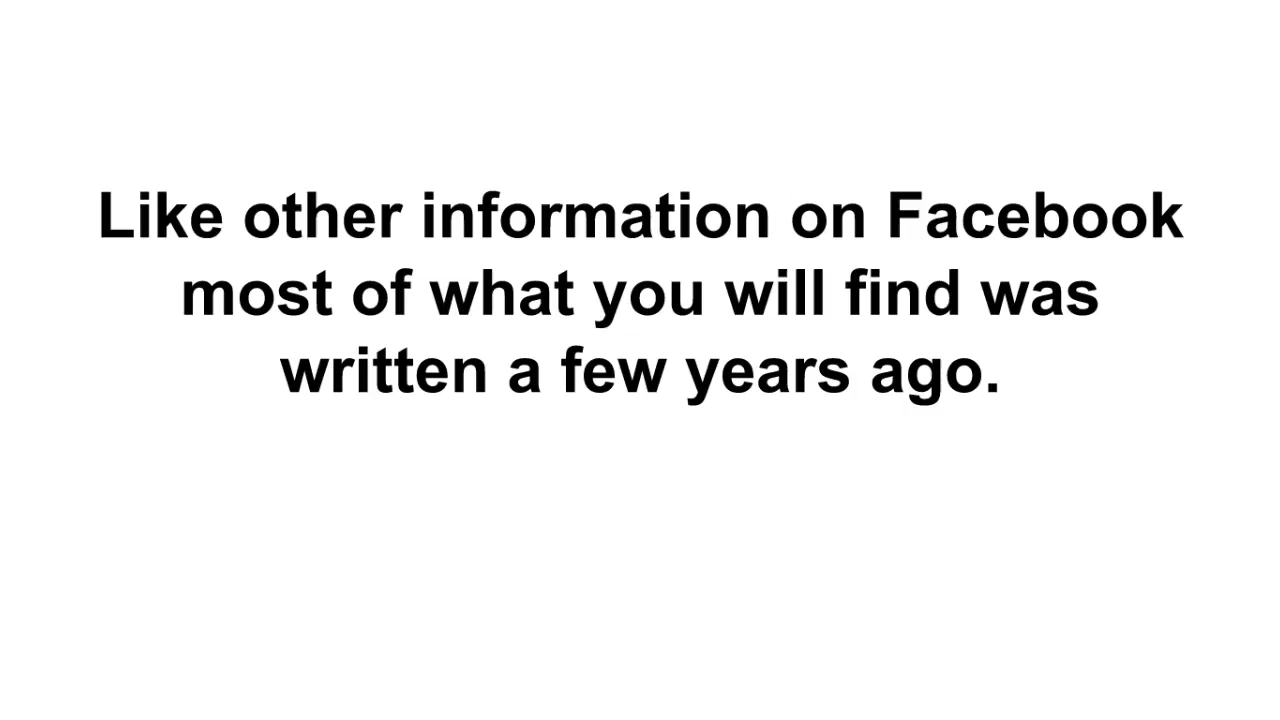 Like other information on Facebook
most of what you will find was
written a few years ago.